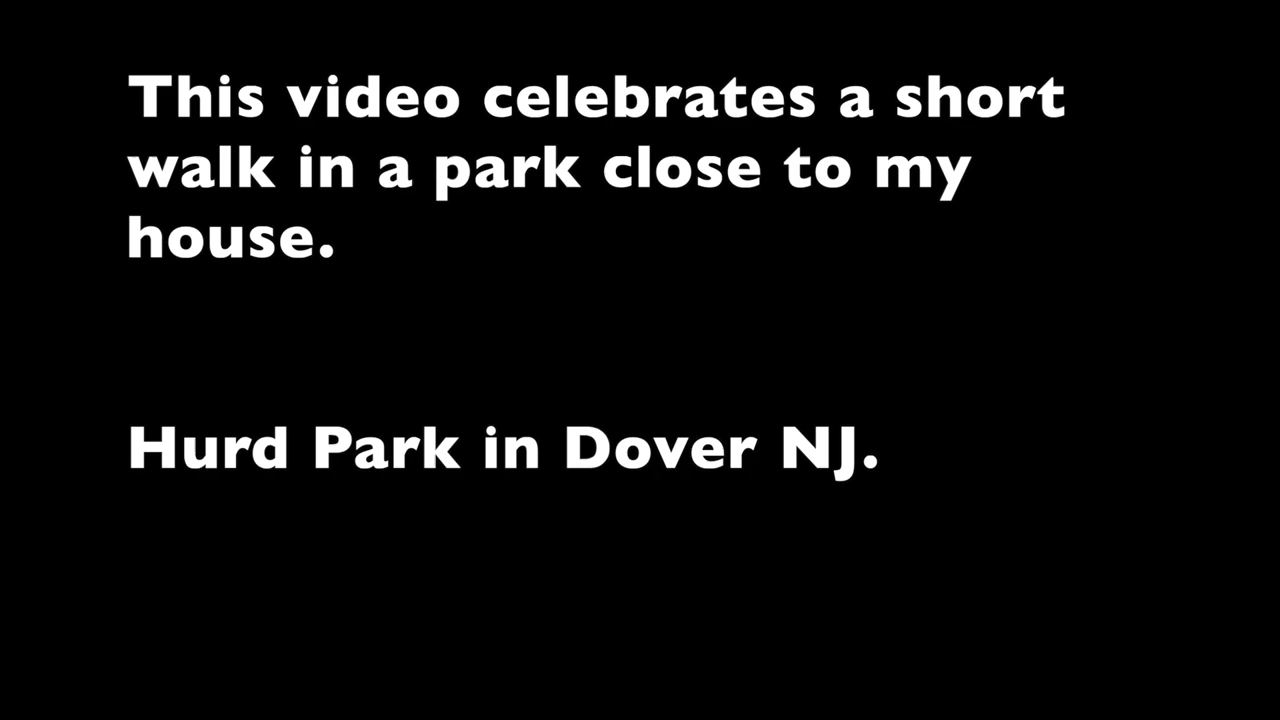 This video celebrates a short
walk in a park close to my
house.
Hurd Park in Dover NJ.